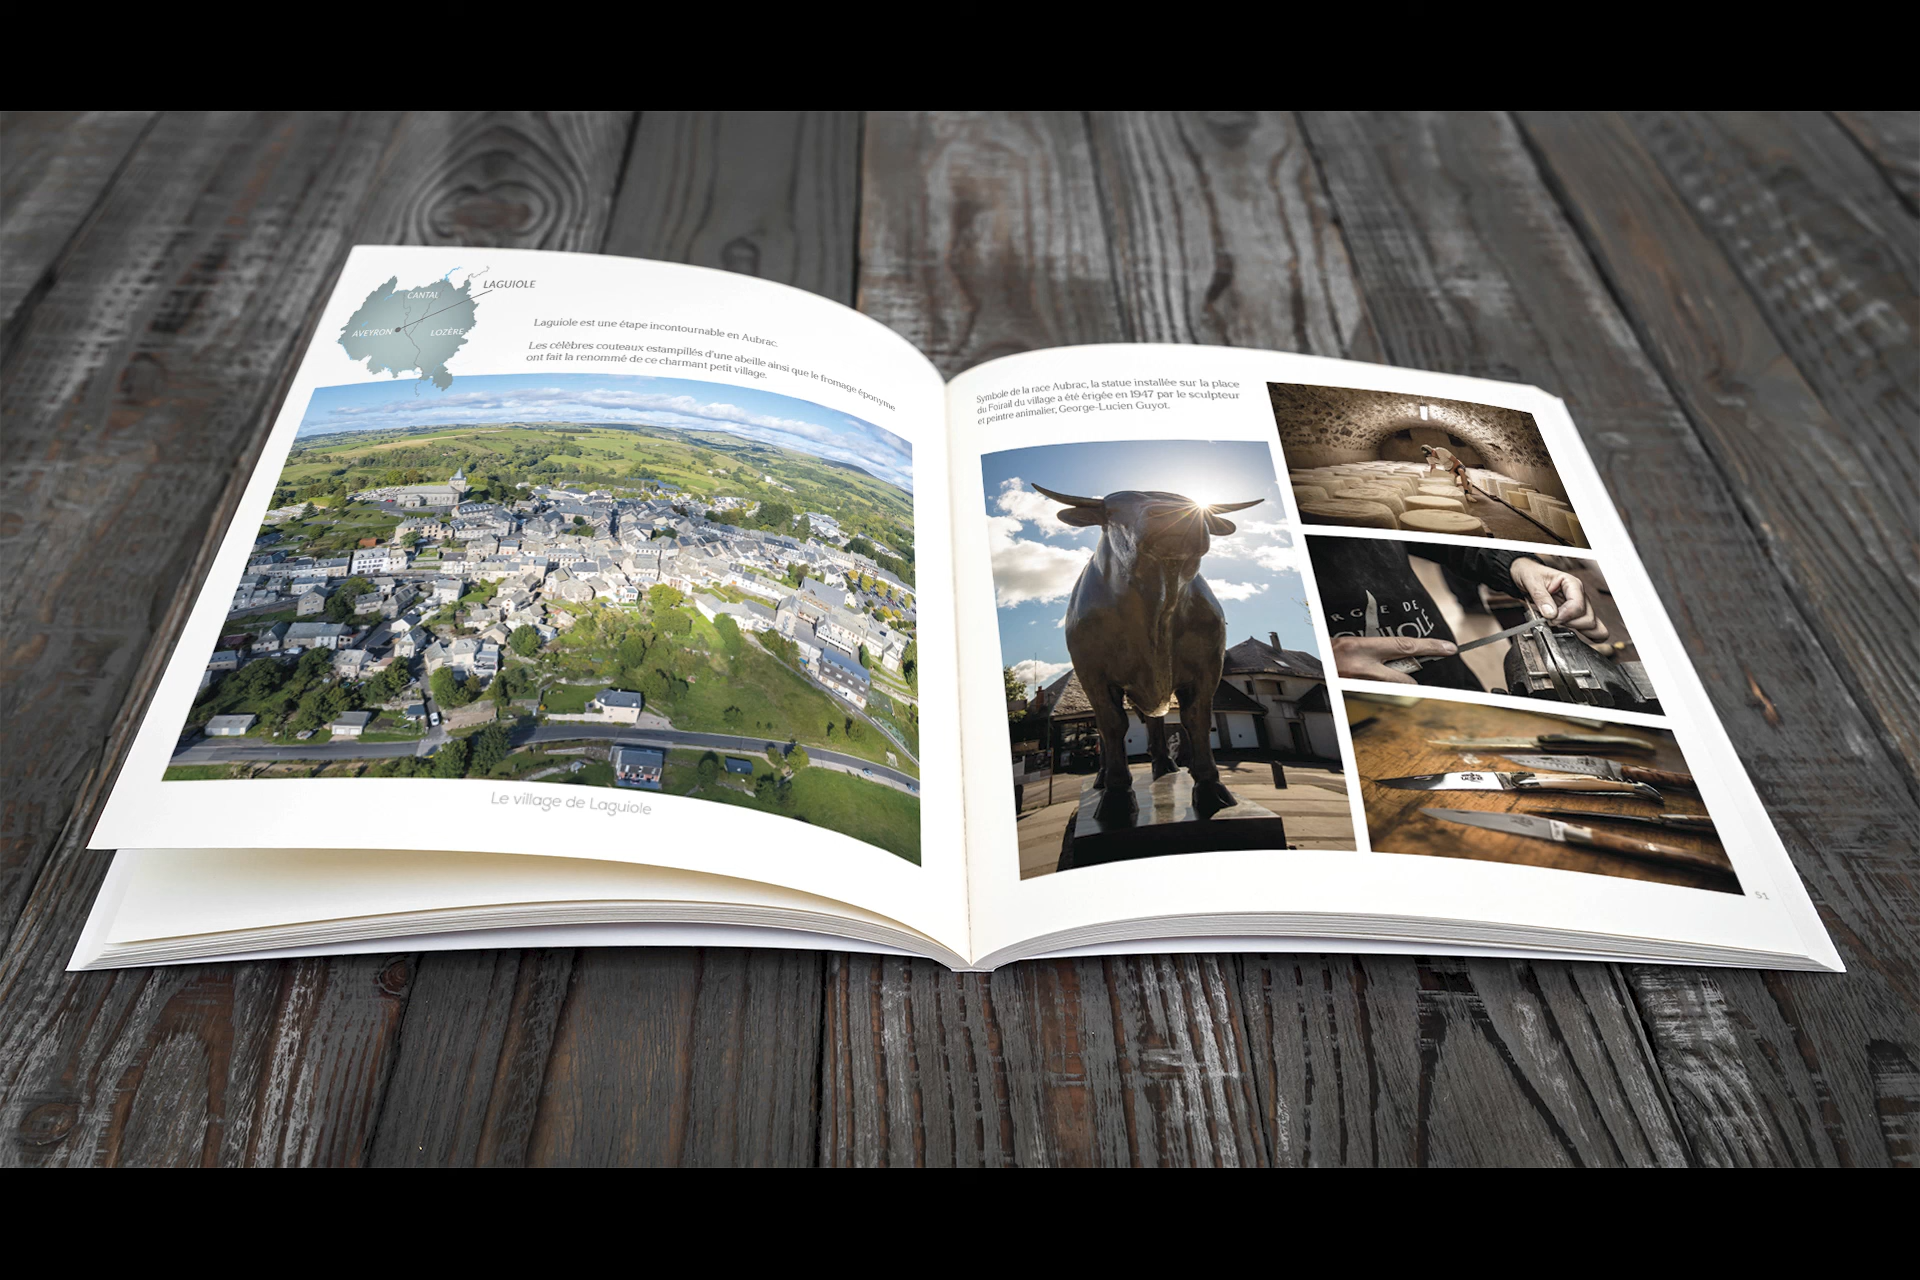 LAGUIOLE
CANTAL
AVEYRON
LOZÈRE
Laguiole est une étape incontournable en Aubrac.
Les célèbres couteaux estampillés d'une abeille ainsi que le fromage éponyme
ont fait la renommé de ce charmant petit village.
Le village de Laguiole
Symbole de la race Aubrac, la statue installée sur la place
du Foirail du village a été érigée en 1947 par le sculpteur
et peintre animalier, George-Lucien Guyot.
RGE DE
GUIOLE
51